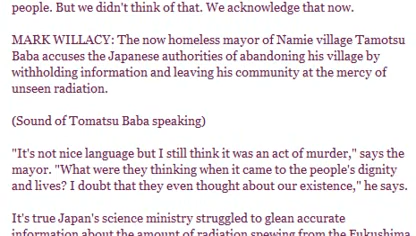 people. But we didn't think of that. We acknowledge that now.
MARK WILLACY: The now homeless mayor of Namie village Tamotsu
Baba accuses the Japanese authorities of abandoning his village by
withholding information and leaving his community at the mercy of
unseen radiation.
(Sound of Tomatsu Baba speaking)
"It's not nice language but I still think it was an act of murder," says the
mayor. "What were they thinking when it came to the people's dignity
and lives? I doubt that they even thought about our existence," he says.
It's true Japan's science ministry struggled to glean accurate
information about the amount of radiation spewing from the Fukushima